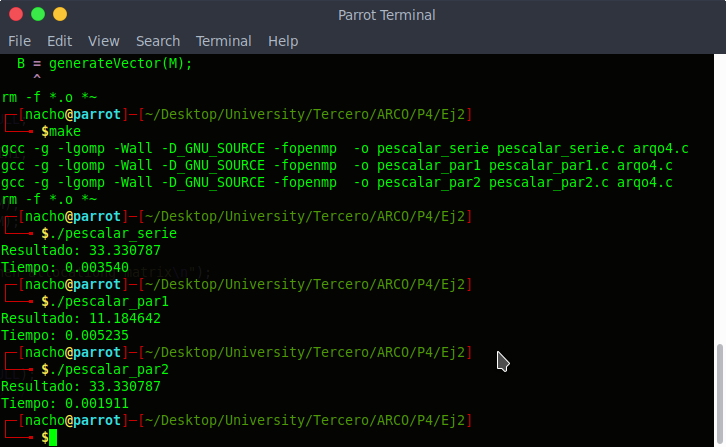 Parrot Terminal
File Edit View Search Terminal Help
B = generateVector(M);
^
rm -f *.o *~
┌─[nacho@parrot]─[~/Desktop/University/Tercero/ARCO/P4/Ej2]
└──• $make
gcc -g -lgomp -Wall -D_GNU_SOURCE -fopenmp  -o pescalar_serie pescalar_serie.c arqo4.c
gcc -g -lgomp -Wall -D_GNU_SOURCE -fopenmp  -o pescalar_par1 pescalar_par1.c arqo4.c
gcc -g -lgomp -Wall -D_GNU_SOURCE -fopenmp  -o pescalar_par2 pescalar_par2.c arqo4.c
rm -f *.o *~
┌─[nacho@parrot]─[~/Desktop/University/Tercero/ARCO/P4/Ej2]
└──• $./pescalar_serie
Resultado: 33.330787
Tiempo: 0.003540
┌─[nacho@parrot]─[~/Desktop/University/Tercero/ARCO/P4/Ej2]
└──• $./pescalar_par1
Resultado: 11.184642
Tiempo: 0.005235
┌─[nacho@parrot]─[~/Desktop/University/Tercero/ARCO/P4/Ej2]
└──• $./pescalar_par2
Resultado: 33.330787
Tiempo: 0.001911
┌─[nacho@parrot]─[~/Desktop/University/Tercero/ARCO/P4/Ej2]
└──• $